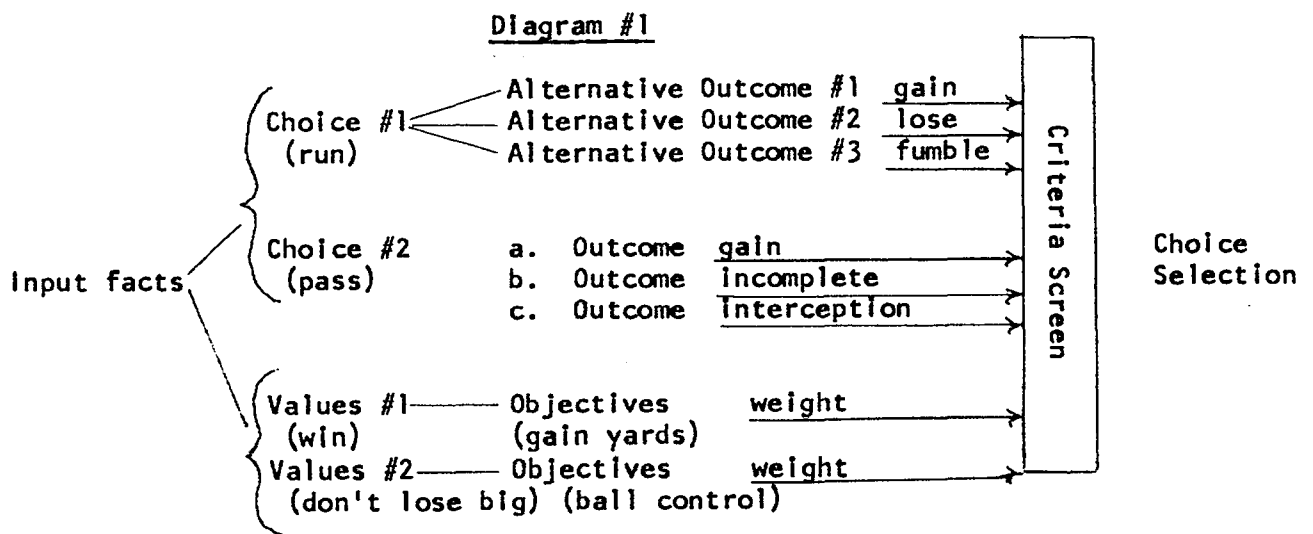 Diagram #1
Alternative Outcome #1 gain
Choice #1 Alternative Outcome #2 lose
(run) Alternative Outcome #3 fumble
Choice #2 a. Outcome gain
(pass) b. Outcome incomplete
c. Outcome interception
Input facts
Values #1 Objectives weight
(win) (gain yards)
Values #2 Objectives weight
(don't lose big) (ball control)
Criteria Screen
Choice
Selection